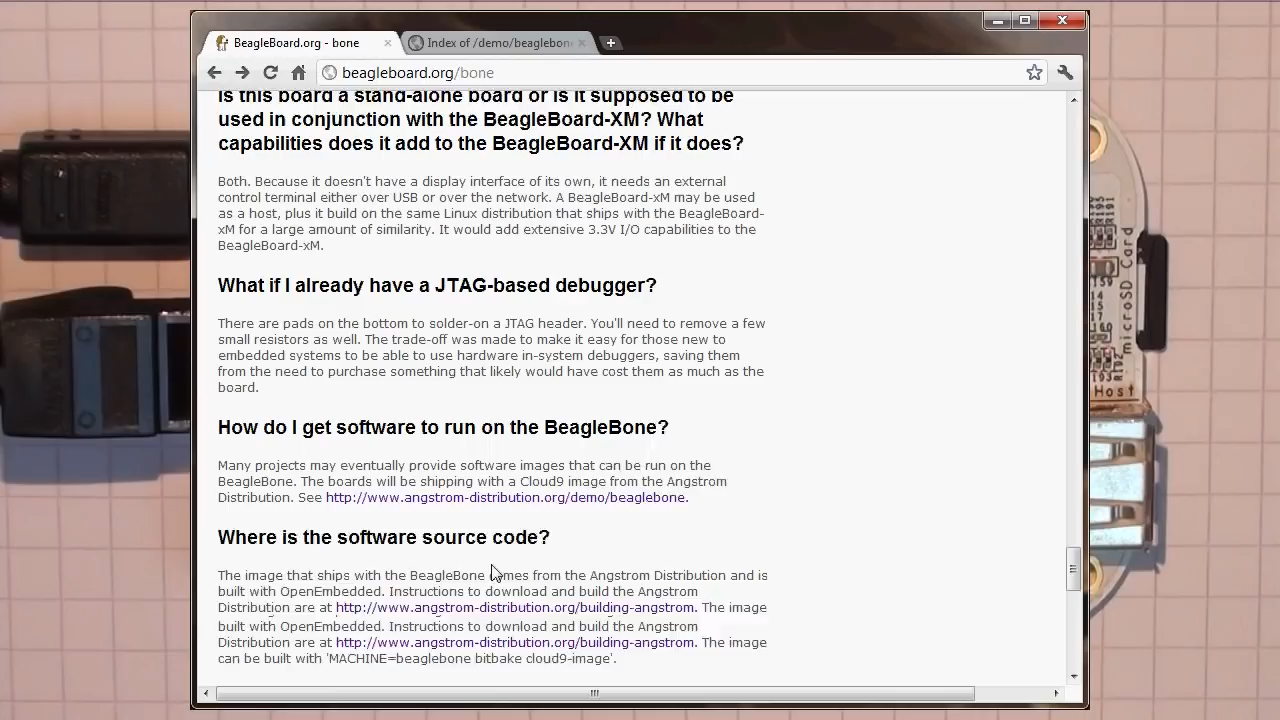 BeagleBoard.org - bone
Index of /demo/beaglebone
beagleboard.org/bone
Is this board a stand-alone board or is it supposed to be
used in conjunction with the BeagleBoard-XM? What
capabilities does it add to the BeagleBoard-XM if it does?
Both. Because it doesn't have a display interface of its own, it needs an external
control terminal either over USB or over the network. A BeagleBoard-xM may be used
as a host, plus it build on the same Linux distribution that ships with the BeagleBoard-
xM for a large amount of similarity. It would add extensive 3.3V I/O capabilities to the
BeagleBoard-xM.
What if I already have a JTAG-based debugger?
There are pads on the bottom to solder-on a JTAG header. You'll need to remove a few
small resistors as well. The trade-off was made to make it easy for those new to
embedded systems to be able to use hardware in-system debuggers, saving them
from the need to purchase something that likely would have cost them as much as the
board.
How do I get software to run on the BeagleBone?
Many projects may eventually provide software images that can be run on the
BeagleBone. The boards will be shipping with a Cloud9 image from the Angstrom
Distribution. See http://www.angstrom-distribution.org/demo/beaglebone.
Where is the software source code?
The image that ships with the BeagleBone comes from the Angstrom Distribution and is
built with OpenEmbedded. Instructions to download and build the Angstrom
Distribution are at http://www.angstrom-distribution.org/building-angstrom. The image
built with OpenEmbedded. Instructions to download and build the Angstrom
Distribution are at http://www.angstrom-distribution.org/building-angstrom. The image
can be built with 'MACHINE=beaglebone bitbake cloud9-image'.
microSD Card
Host
R191
R195
159
R192
193